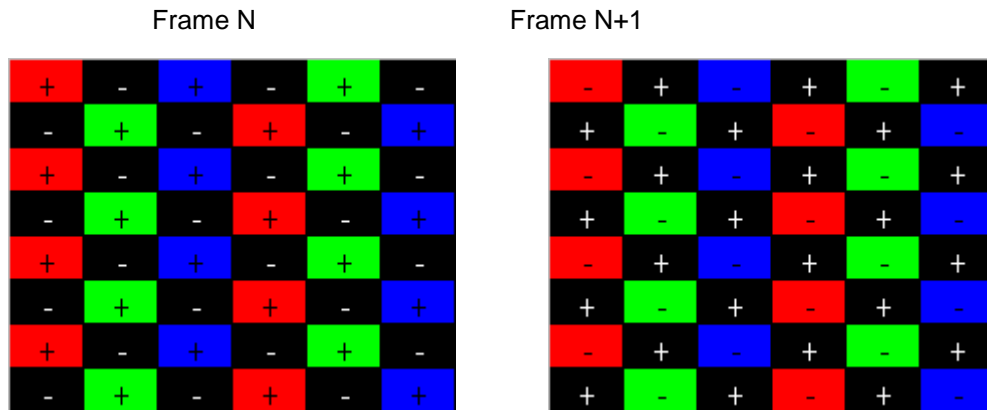 Frame N Frame N+1
+ - + - + - - + - + - +
- + - + - + + - + - + -
+ - + - + - - + - + - +
- + - + - + + - + - + -
+ - + - + - - + - + - +
- + - + - + + - + - + -
+ - + - + - - + - + - +
- + - + - + + - + - + -